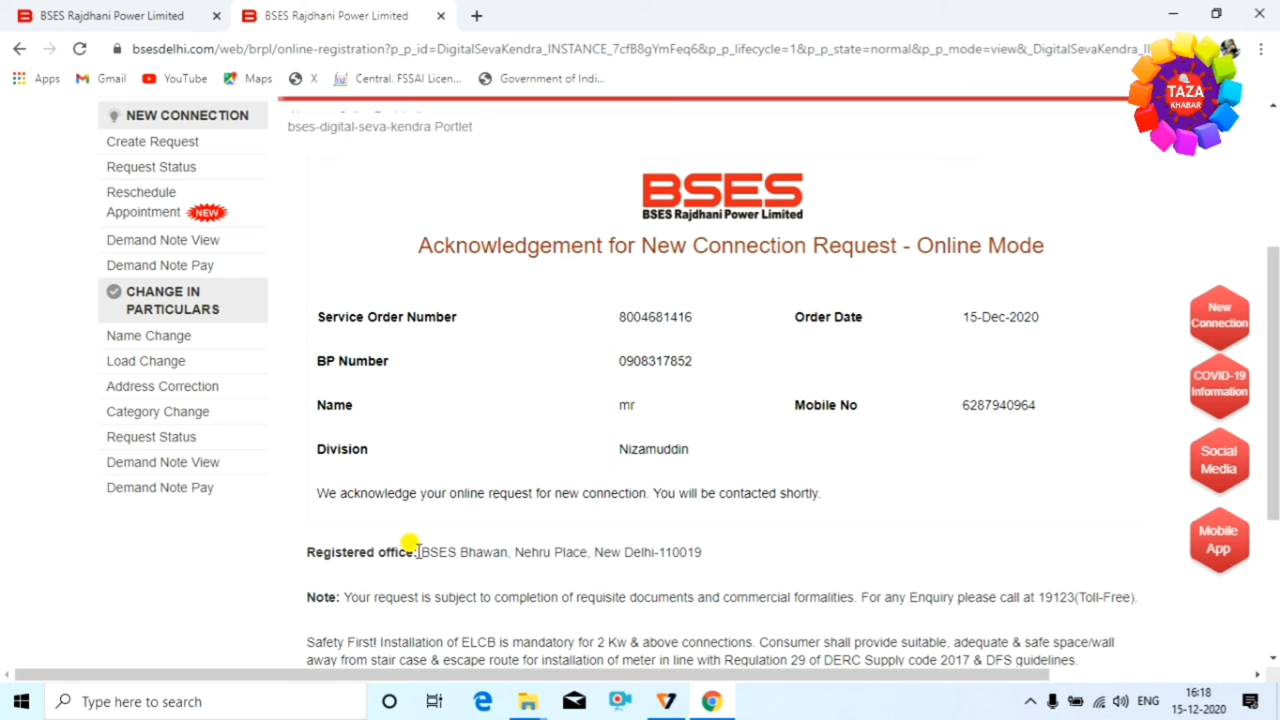 BSES Rajdhani Power Limited
BSES Rajdhani Power Limited
bsesdelhi.com/web/brpl/online-registration?p_p_id=DigitalSevaKendra_INSTANCE_7cfB8gYmFeq6&p_p_lifecycle=1&p_p_state=normal&p_p_mode=view&_DigitalSevaKendra_IN
Apps
Gmail
YouTube
Maps
X
Central. FSSAI Licen...
Government of Indi...
TAZA
KHABAR
NEW CONNECTION
Create Request
Request Status
Reschedule
Appointment NEW
Demand Note View
Demand Note Pay
CHANGE IN
PARTICULARS
Name Change
Load Change
Address Correction
Category Change
Request Status
Demand Note View
Demand Note Pay
bses-digital-seva-kendra Portlet
BSES
BSES Rajdhani Power Limited
Acknowledgement for New Connection Request - Online Mode
Service Order Number 8004681416 Order Date 15-Dec-2020
BP Number 0908317852
Name mr Mobile No 6287940964
Division Nizamuddin
We acknowledge your online request for new connection. You will be contacted shortly.
Registered office: BSES Bhawan, Nehru Place, New Delhi-110019
Note: Your request is subject to completion of requisite documents and commercial formalities. For any Enquiry please call at 19123(Toll-Free).
Safety First! Installation of ELCB is mandatory for 2 Kw & above connections. Consumer shall provide suitable, adequate & safe space/wall
away from stair case & escape route for installation of meter in line with Regulation 29 of DERC Supply code 2017 & DFS guidelines.
New
Connection
COVID-19
Information
Social
Media
Mobile
App
Type here to search
ENG
16:18
15-12-2020